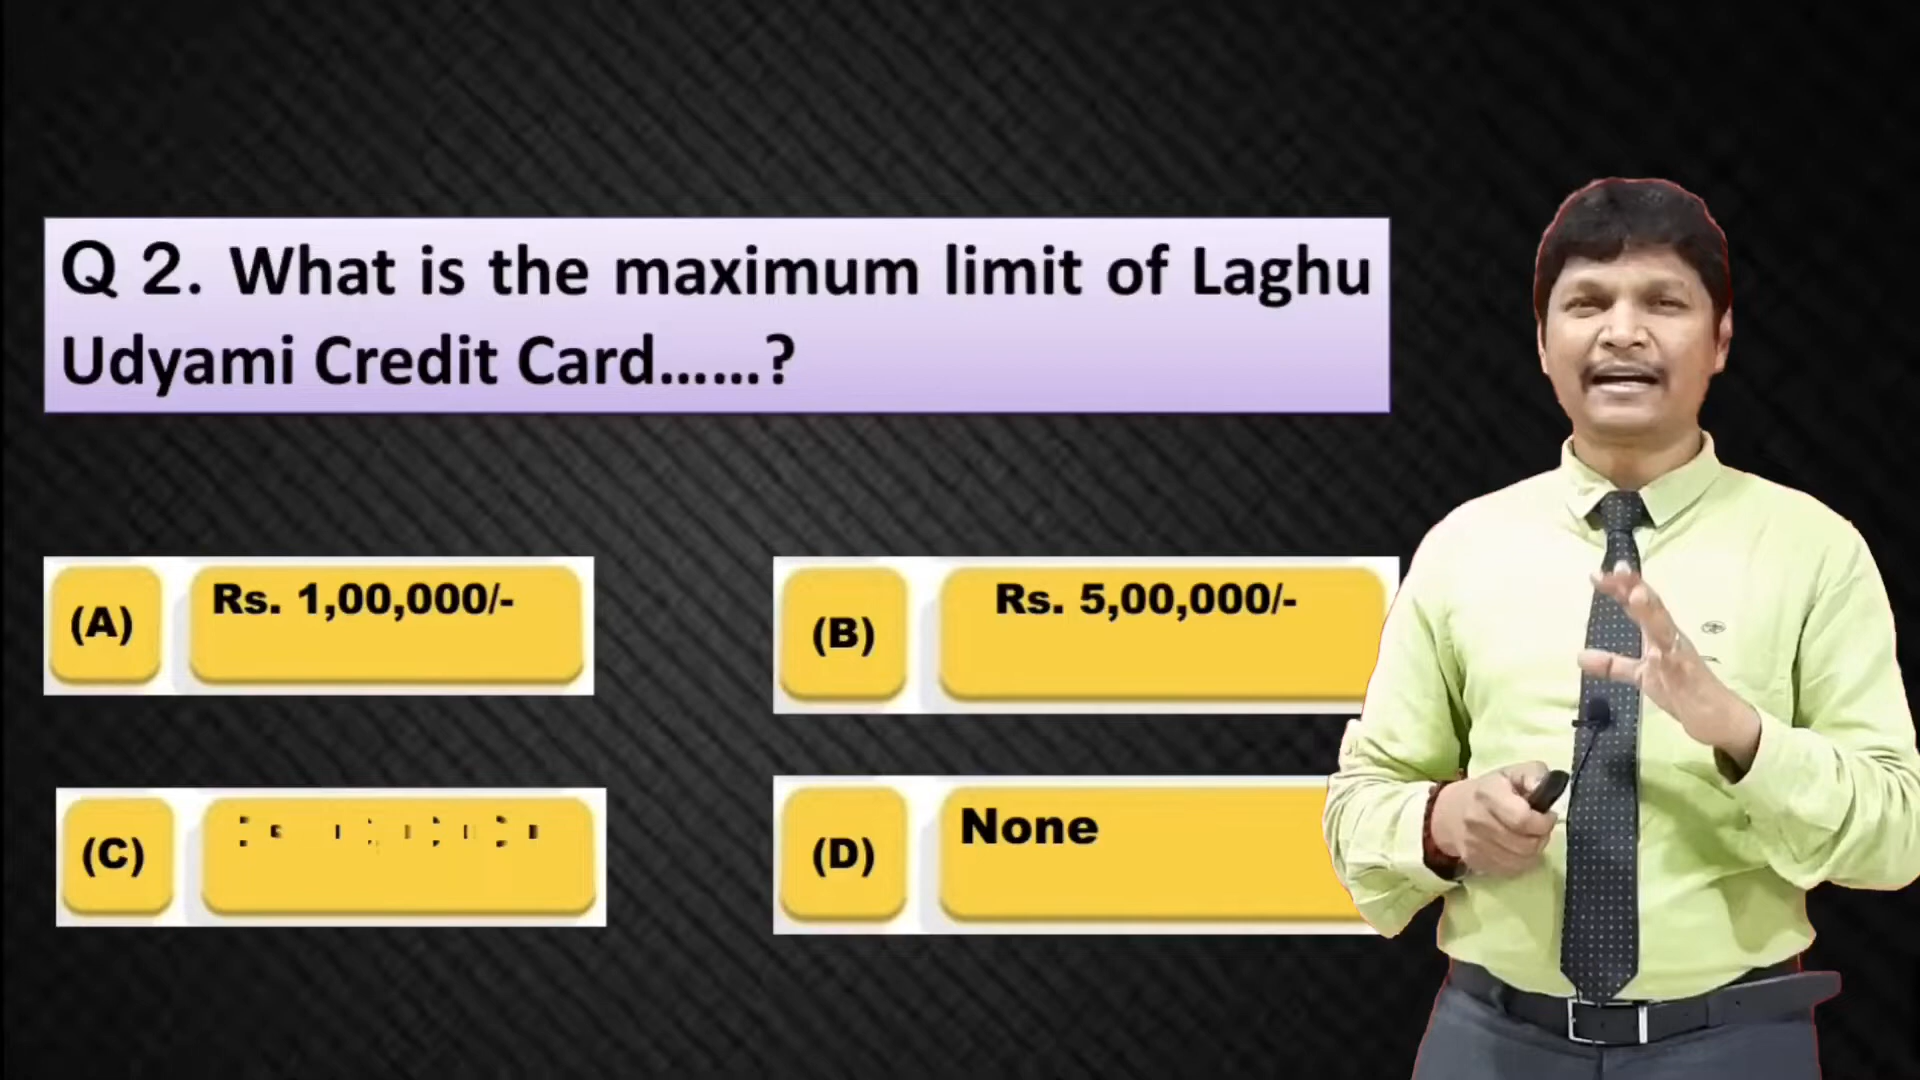 Q 2. What is the maximum limit of Laghu
Udyami Credit Card......?
(A) Rs. 1,00,000/-
(B) Rs. 5,00,000/-
(C)
(D) None